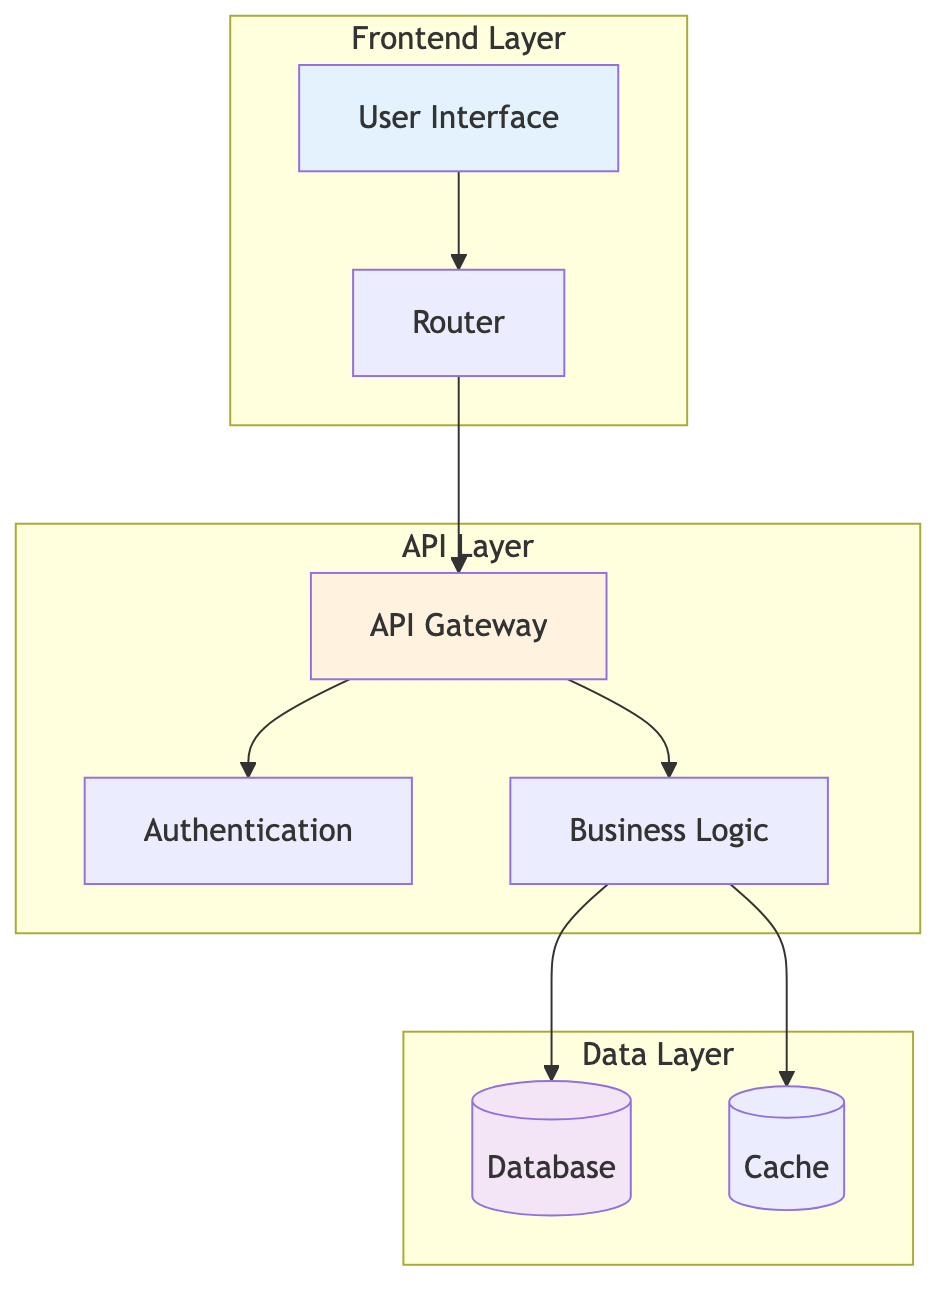 Frontend Layer
User Interface
Router
API Layer
API Gateway
Authentication
Business Logic
Data Layer
Database
Cache